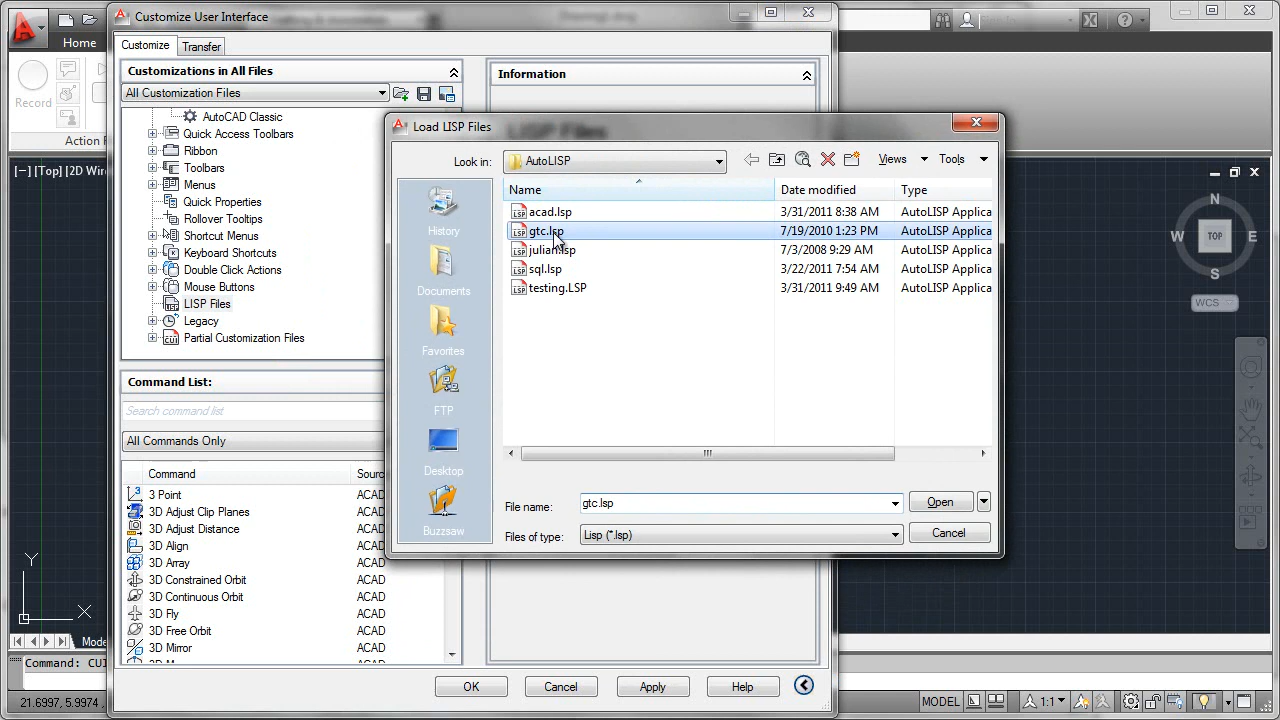 Customize User Interface
Home
Record
Action
Customize
Transfer
Customizations in All Files
All Customization Files
AutoCAD Classic
Quick Access Toolbars
Ribbon
Toolbars
Menus
Quick Properties
Rollover Tooltips
Shortcut Menus
Keyboard Shortcuts
Double Click Actions
Mouse Buttons
LISP Files
Legacy
Partial Customization Files
Command List:
Search command list
All Commands Only
Command
3 Point ACAD
3D Adjust Clip Planes ACAD
3D Adjust Distance ACAD
3D Align ACAD
3D Array ACAD
3D Constrained Orbit ACAD
3D Continuous Orbit ACAD
3D Fly ACAD
3D Free Orbit ACAD
3D Mirror ACAD
Information
LISP Files
Load LISP Files
Look in: AutoLISP
Views
Tools
Name Date modified Type
acad.lsp 3/31/2011 8:38 AM AutoLISP Applica
gtc.lsp 7/19/2010 1:23 PM AutoLISP Applica
julian.lsp 7/3/2008 9:29 AM AutoLISP Applica
sql.lsp 3/22/2011 7:54 AM AutoLISP Applica
testing.LSP 3/31/2011 9:49 AM AutoLISP Applica
History
Documents
Favorites
FTP
Desktop
Buzzsaw
File name: gtc.lsp
Open
Files of type: Lisp (*.lsp)
Cancel
OK
Cancel
Apply
Help
[−] [Top] [2D Wire
N
W TOP E
S
WCS
Y
X
Mode
Command: CUI
21.6997, 5.9974
MODEL
1:1